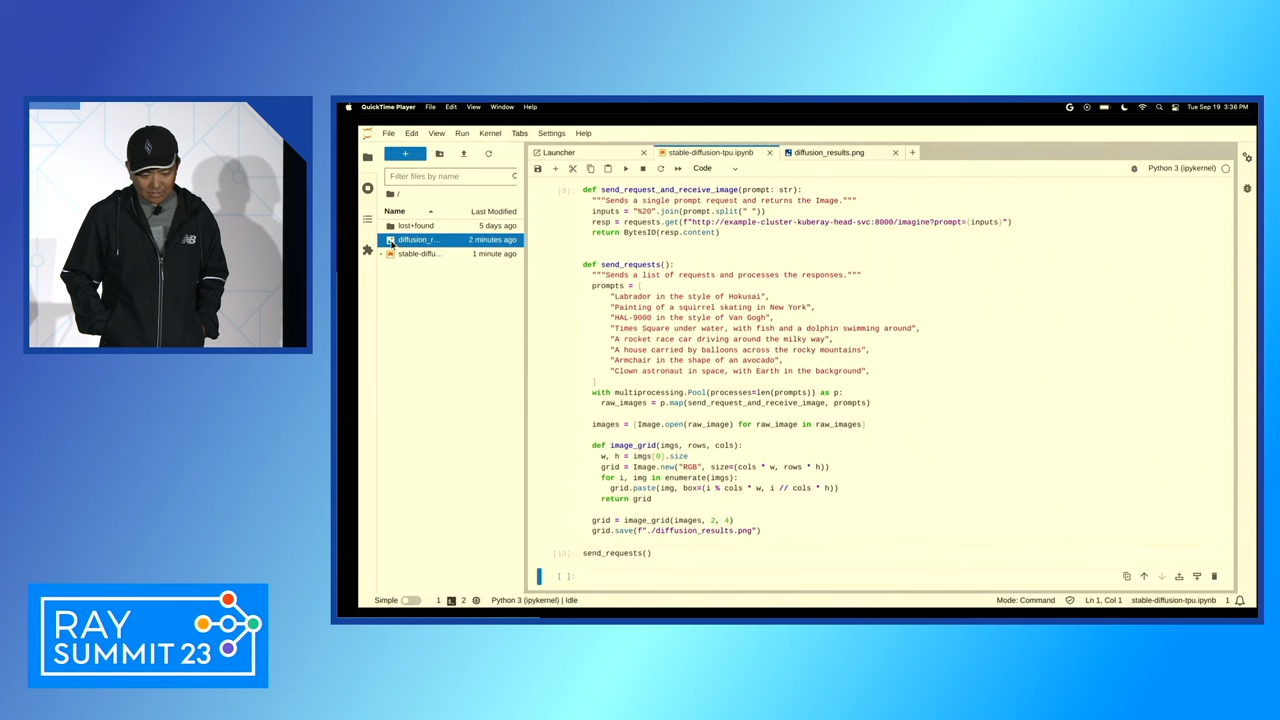 QuickTime Player File Edit View Window Help
Tue Sep 19 3:36 PM
File Edit View Run Kernel Tabs Settings Help
Launcher
stable-diffusion-tpu.ipynb
diffusion_results.png
Code
Python 3 (ipykernel)
Filter files by name
/
Name Last Modified
lost+found 5 days ago
diffusion_r... 2 minutes ago
stable-diffu... 1 minute ago
[9]: def send_request_and_receive_image(prompt: str):
"""Sends a single prompt request and returns the Image."""
inputs = "%20".join(prompt.split(" "))
resp = requests.get(f"http://example-cluster-kuberay-head-svc:8000/imagine?prompt={inputs}")
return BytesIO(resp.content)
def send_requests():
"""Sends a list of requests and processes the responses."""
prompts = [
"Labrador in the style of Hokusai",
"Painting of a squirrel skating in New York",
"HAL-9000 in the style of Van Gogh",
"Times Square under water, with fish and a dolphin swimming around",
"A rocket race car driving around the milky way",
"A house carried by balloons across the rocky mountains",
"Armchair in the shape of an avocado",
"Clown astronaut in space, with Earth in the background",
]
with multiprocessing.Pool(processes=len(prompts)) as p:
raw_images = p.map(send_request_and_receive_image, prompts)
images = [Image.open(raw_image) for raw_image in raw_images]
def image_grid(imgs, rows, cols):
w, h = imgs[0].size
grid = Image.new("RGB", size=(cols * w, rows * h))
for i, img in enumerate(imgs):
grid.paste(img, box=(i % cols * w, i // cols * h))
return grid
grid = image_grid(images, 2, 4)
grid.save(f"./diffusion_results.png")
[10]: send_requests()
[ ]:
Simple 1 2 Python 3 (ipykernel) | Idle
Mode: Command Ln 1, Col 1 stable-diffusion-tpu.ipynb 1
NB
RAY
SUMMIT 23